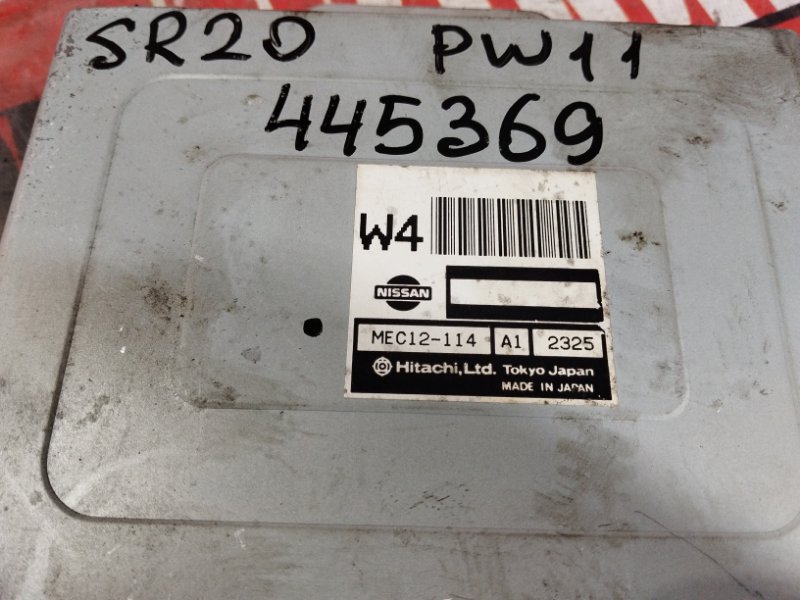 SR20 PW11
445369
W4
NISSAN
MEC12-114 A1 2325
Hitachi, Ltd. Tokyo Japan
MADE IN JAPAN